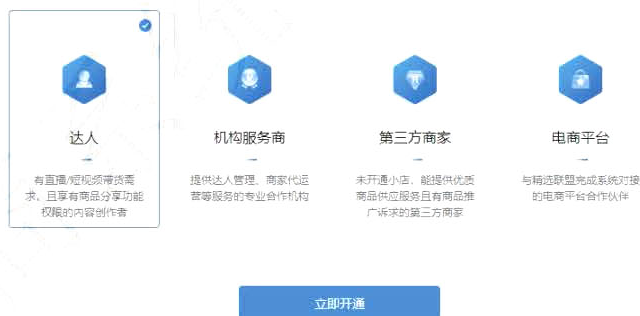 达人
有直播/短视频带货需
求、且享有商品分享功能
权限的内容创作者
机构服务商
提供达人管理、商家代运
营等服务的专业合作机构
第三方商家
未开通小店、能提供优质
商品供应服务且有商品推
广诉求的第三方商家
电商平台
与精选联盟完成系统对接
的电商平台合作伙伴
立即开通